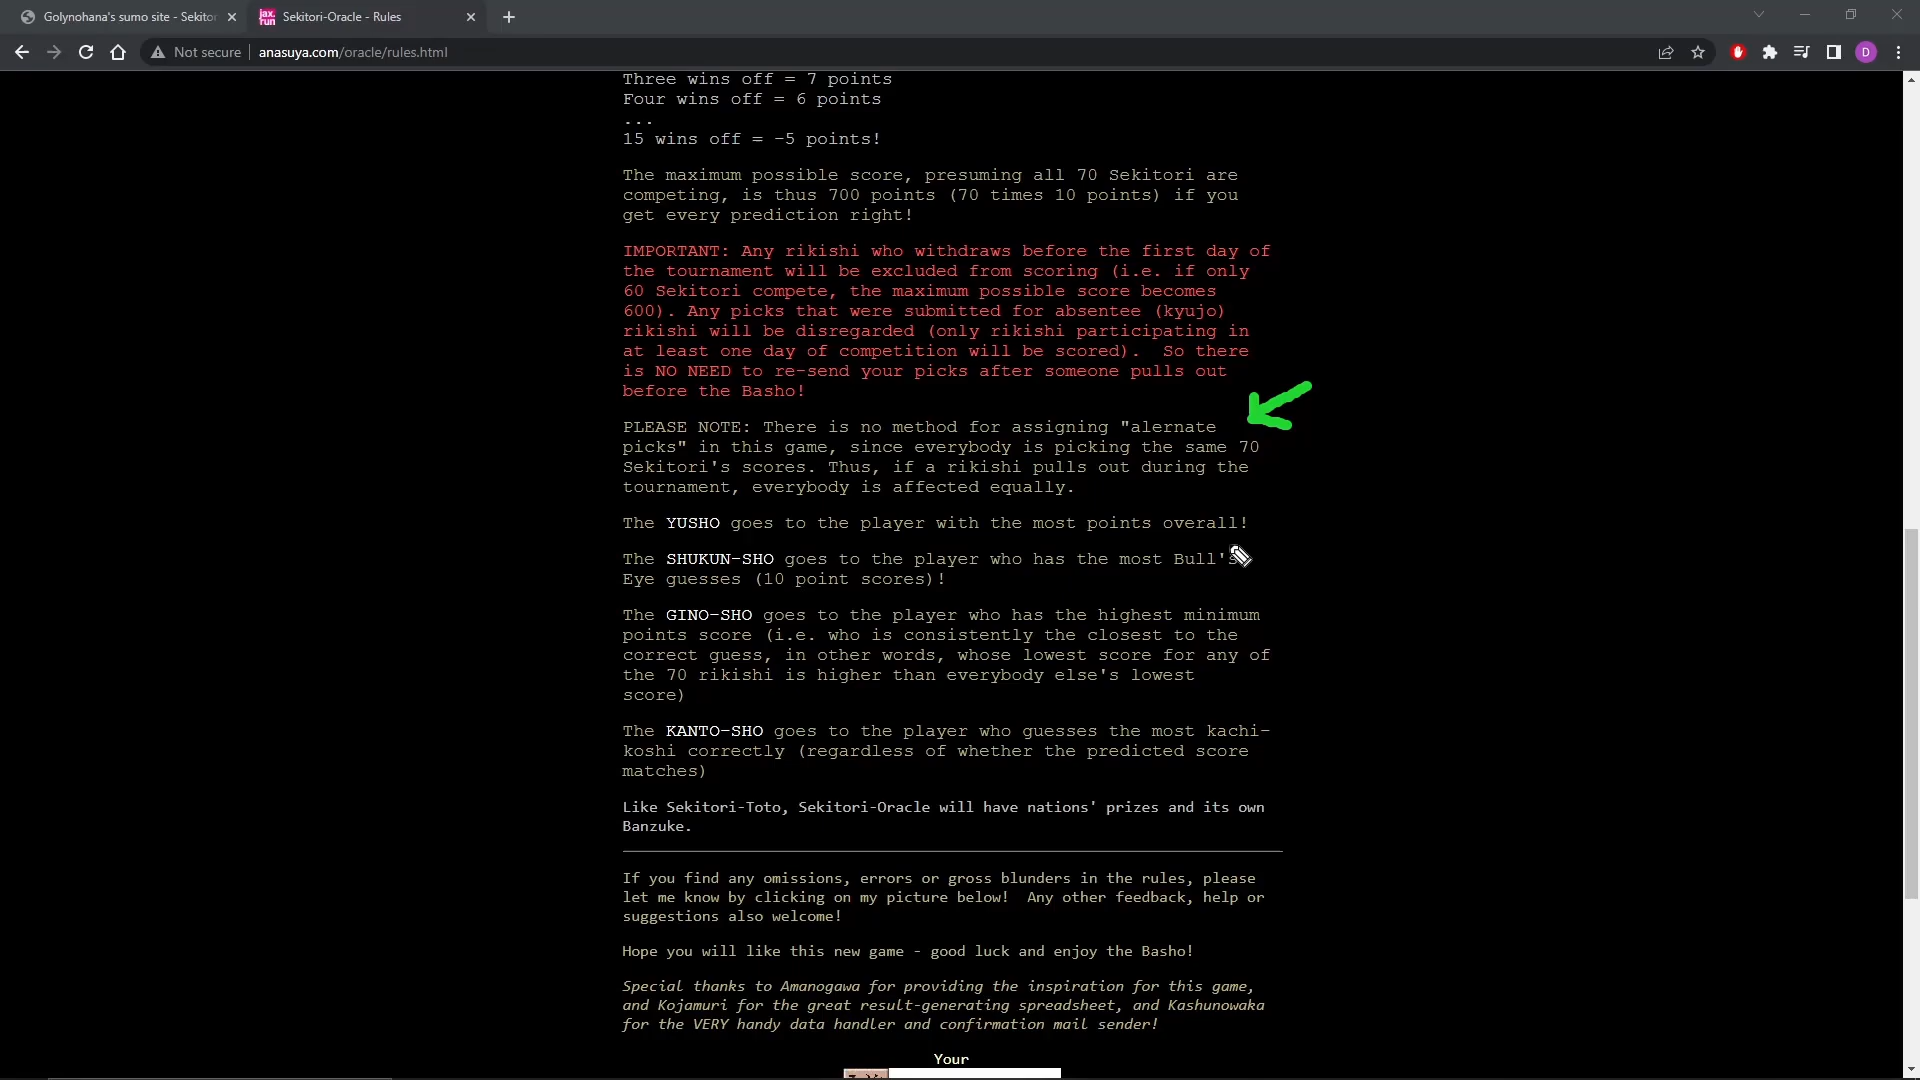 Golynohana's sumo site - Sekitor
Sekitori-Oracle - Rules
Not secure
anasuya.com/oracle/rules.html
D
Three wins off = 7 points
Four wins off = 6 points
...
15 wins off = -5 points!
The maximum possible score, presuming all 70 Sekitori are
competing, is thus 700 points (70 times 10 points) if you
get every prediction right!
IMPORTANT: Any rikishi who withdraws before the first day of
the tournament will be excluded from scoring (i.e. if only
60 Sekitori compete, the maximum possible score becomes
600). Any picks that were submitted for absentee (kyujo)
rikishi will be disregarded (only rikishi participating in
at least one day of competition will be scored).  So there
is NO NEED to re-send your picks after someone pulls out
before the Basho!
PLEASE NOTE: There is no method for assigning "alernate
picks" in this game, since everybody is picking the same 70
Sekitori's scores. Thus, if a rikishi pulls out during the
tournament, everybody is affected equally.
The YUSHO goes to the player with the most points overall!
The SHUKUN-SHO goes to the player who has the most Bull's
Eye guesses (10 point scores)!
The GINO-SHO goes to the player who has the highest minimum
points score (i.e. who is consistently the closest to the
correct guess, in other words, whose lowest score for any of
the 70 rikishi is higher than everybody else's lowest
score)
The KANTO-SHO goes to the player who guesses the most kachi-
koshi correctly (regardless of whether the predicted score
matches)
Like Sekitori-Toto, Sekitori-Oracle will have nations' prizes and its own
Banzuke.
If you find any omissions, errors or gross blunders in the rules, please
let me know by clicking on my picture below!  Any other feedback, help or
suggestions also welcome!
Hope you will like this new game - good luck and enjoy the Basho!
Special thanks to Amanogawa for providing the inspiration for this game,
and Kojamuri for the great result-generating spreadsheet, and Kashunowaka
for the VERY handy data handler and confirmation mail sender!
Your